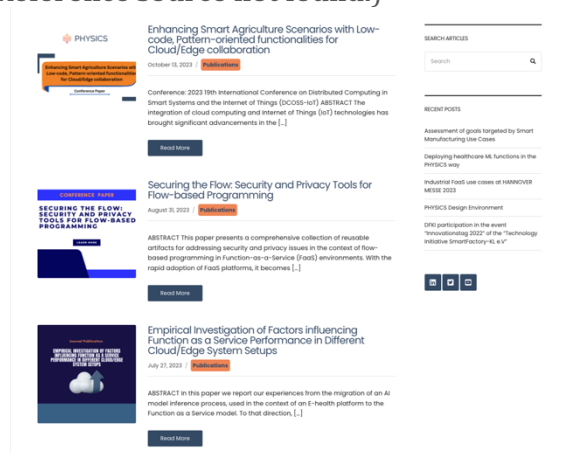 PHYSICS
Enhancing Smart Agriculture Scenarios with Low-code, Pattern-oriented functionalities for Cloud/Edge collaboration
Conference Paper
Enhancing Smart Agriculture Scenarios with Low-
code, Pattern-oriented functionalities for
Cloud/Edge collaboration
October 13, 2023 / Publications
Conference: 2023 19th International Conference on Distributed Computing in
Smart Systems and the Internet of Things (DCOSS-IoT) ABSTRACT The
integration of cloud computing and Internet of Things (IoT) technologies has
brought significant advancements in the [...]
Read More
CONFERENCE PAPER
SECURING THE FLOW:
SECURITY AND PRIVACY
TOOLS FOR FLOW-BASED
PROGRAMMING
LEARN MORE
Securing the Flow: Security and Privacy Tools for
Flow-based Programming
August 31, 2023 / Publications
ABSTRACT This paper presents a comprehensive collection of reusable
artifacts for addressing security and privacy issues in the context of flow-
based programming in Function-as-a-Service (FaaS) environments. With the
rapid adoption of FaaS platforms, it becomes [...]
Read More
Journal Publication
EMPIRICAL INVESTIGATION OF FACTORS
INFLUENCING FUNCTION AS A SERVICE
PERFORMANCE IN DIFFERENT CLOUD/EDGE
SYSTEM SETUPS
Empirical Investigation of Factors influencing
Function as a Service Performance in Different
Cloud/Edge System Setups
July 27, 2023 / Publications
ABSTRACT In this paper we report our experiences from the migration of an AI
model inference process, used in the context of an E-health platform to the
Function as a Service model. To that direction, [...]
Read More
SEARCH ARTICLES
Search
RECENT POSTS
Assessment of goals targeted by Smart
Manufacturing Use Cases
Deploying healthcare ML functions in the
PHYSICS way
Industrial FaaS use cases at HANNOVER
MESSE 2023
PHYSICS Design Environment
DFKI participation in the event
"Innovationstag 2022" of the "Technology
Initiative SmartFactory-KL e.V"